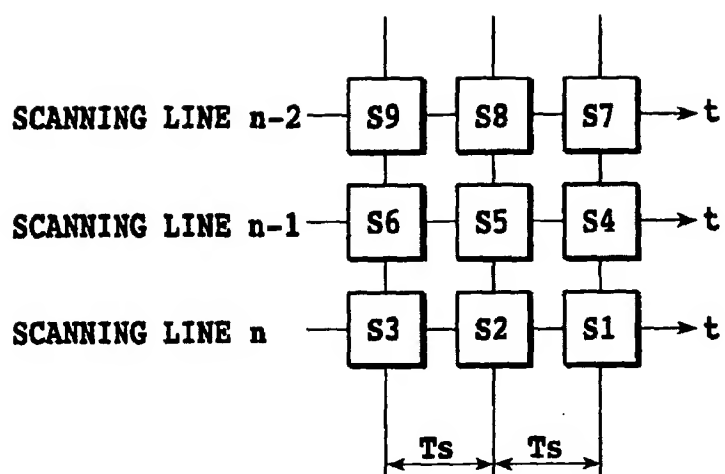 SCANNING LINE n-2 S9 S8 S7 t
SCANNING LINE n-1 S6 S5 S4 t
SCANNING LINE n S3 S2 S1 t
Ts Ts